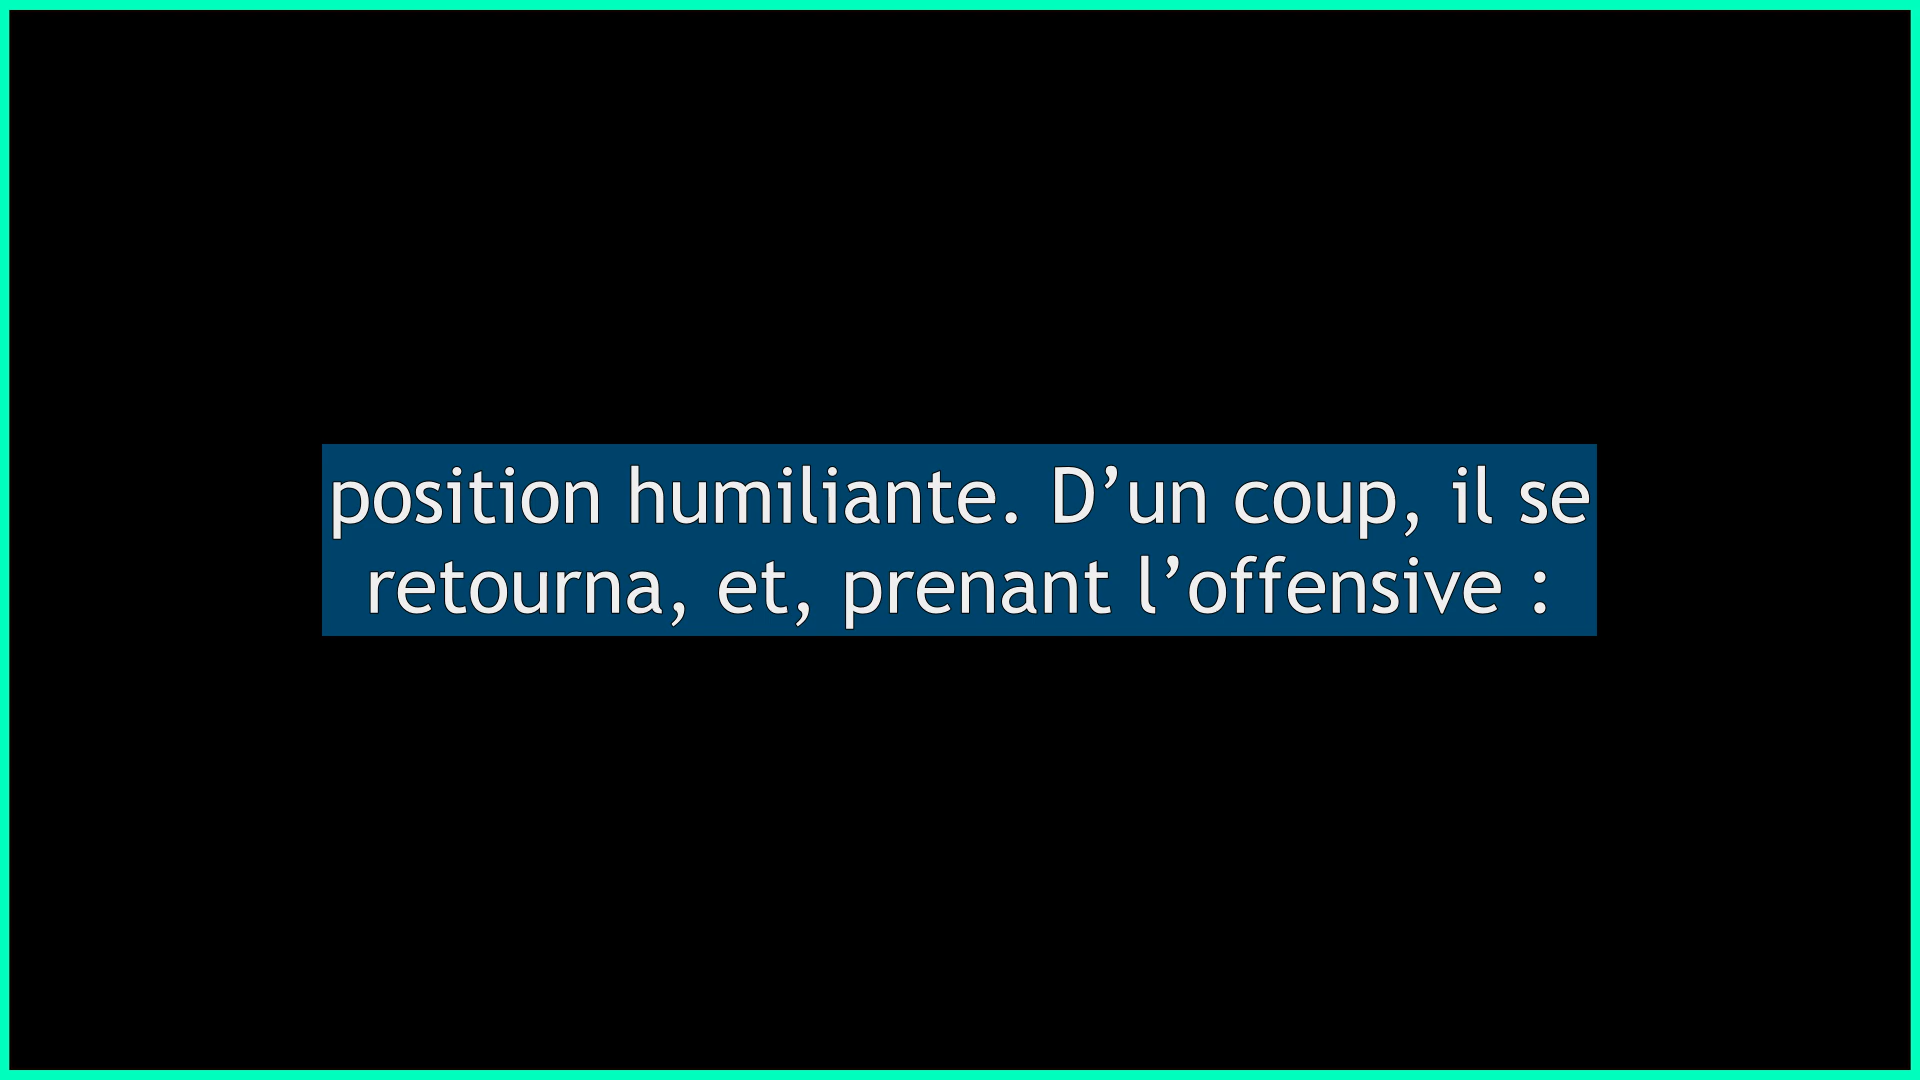 position humiliante. D’un coup, il se
retourna, et, prenant l’offensive :